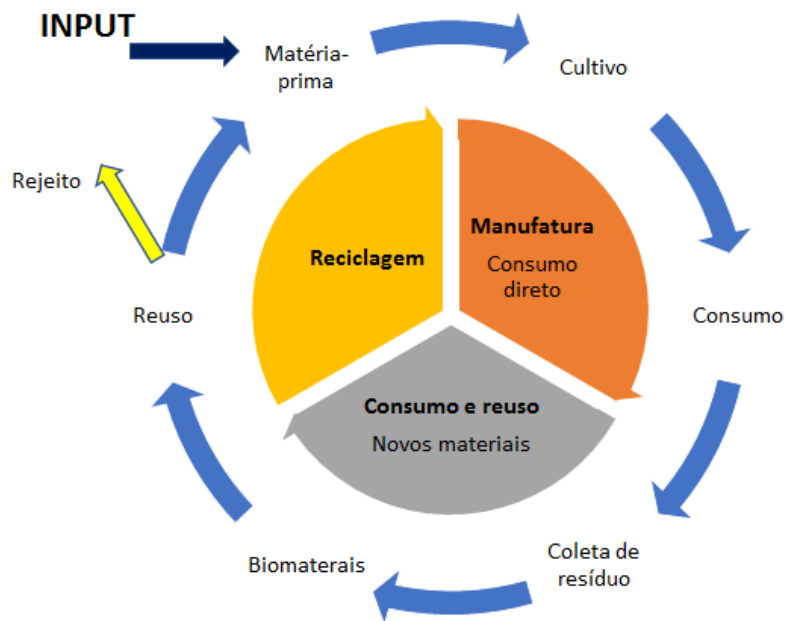 INPUT
Matéria-
prima
Cultivo
Rejeito
Manufatura
Consumo
direto
Reciclagem
Reuso
Consumo
Consumo e reuso
Novos materiais
Biomaterais
Coleta de
resíduo